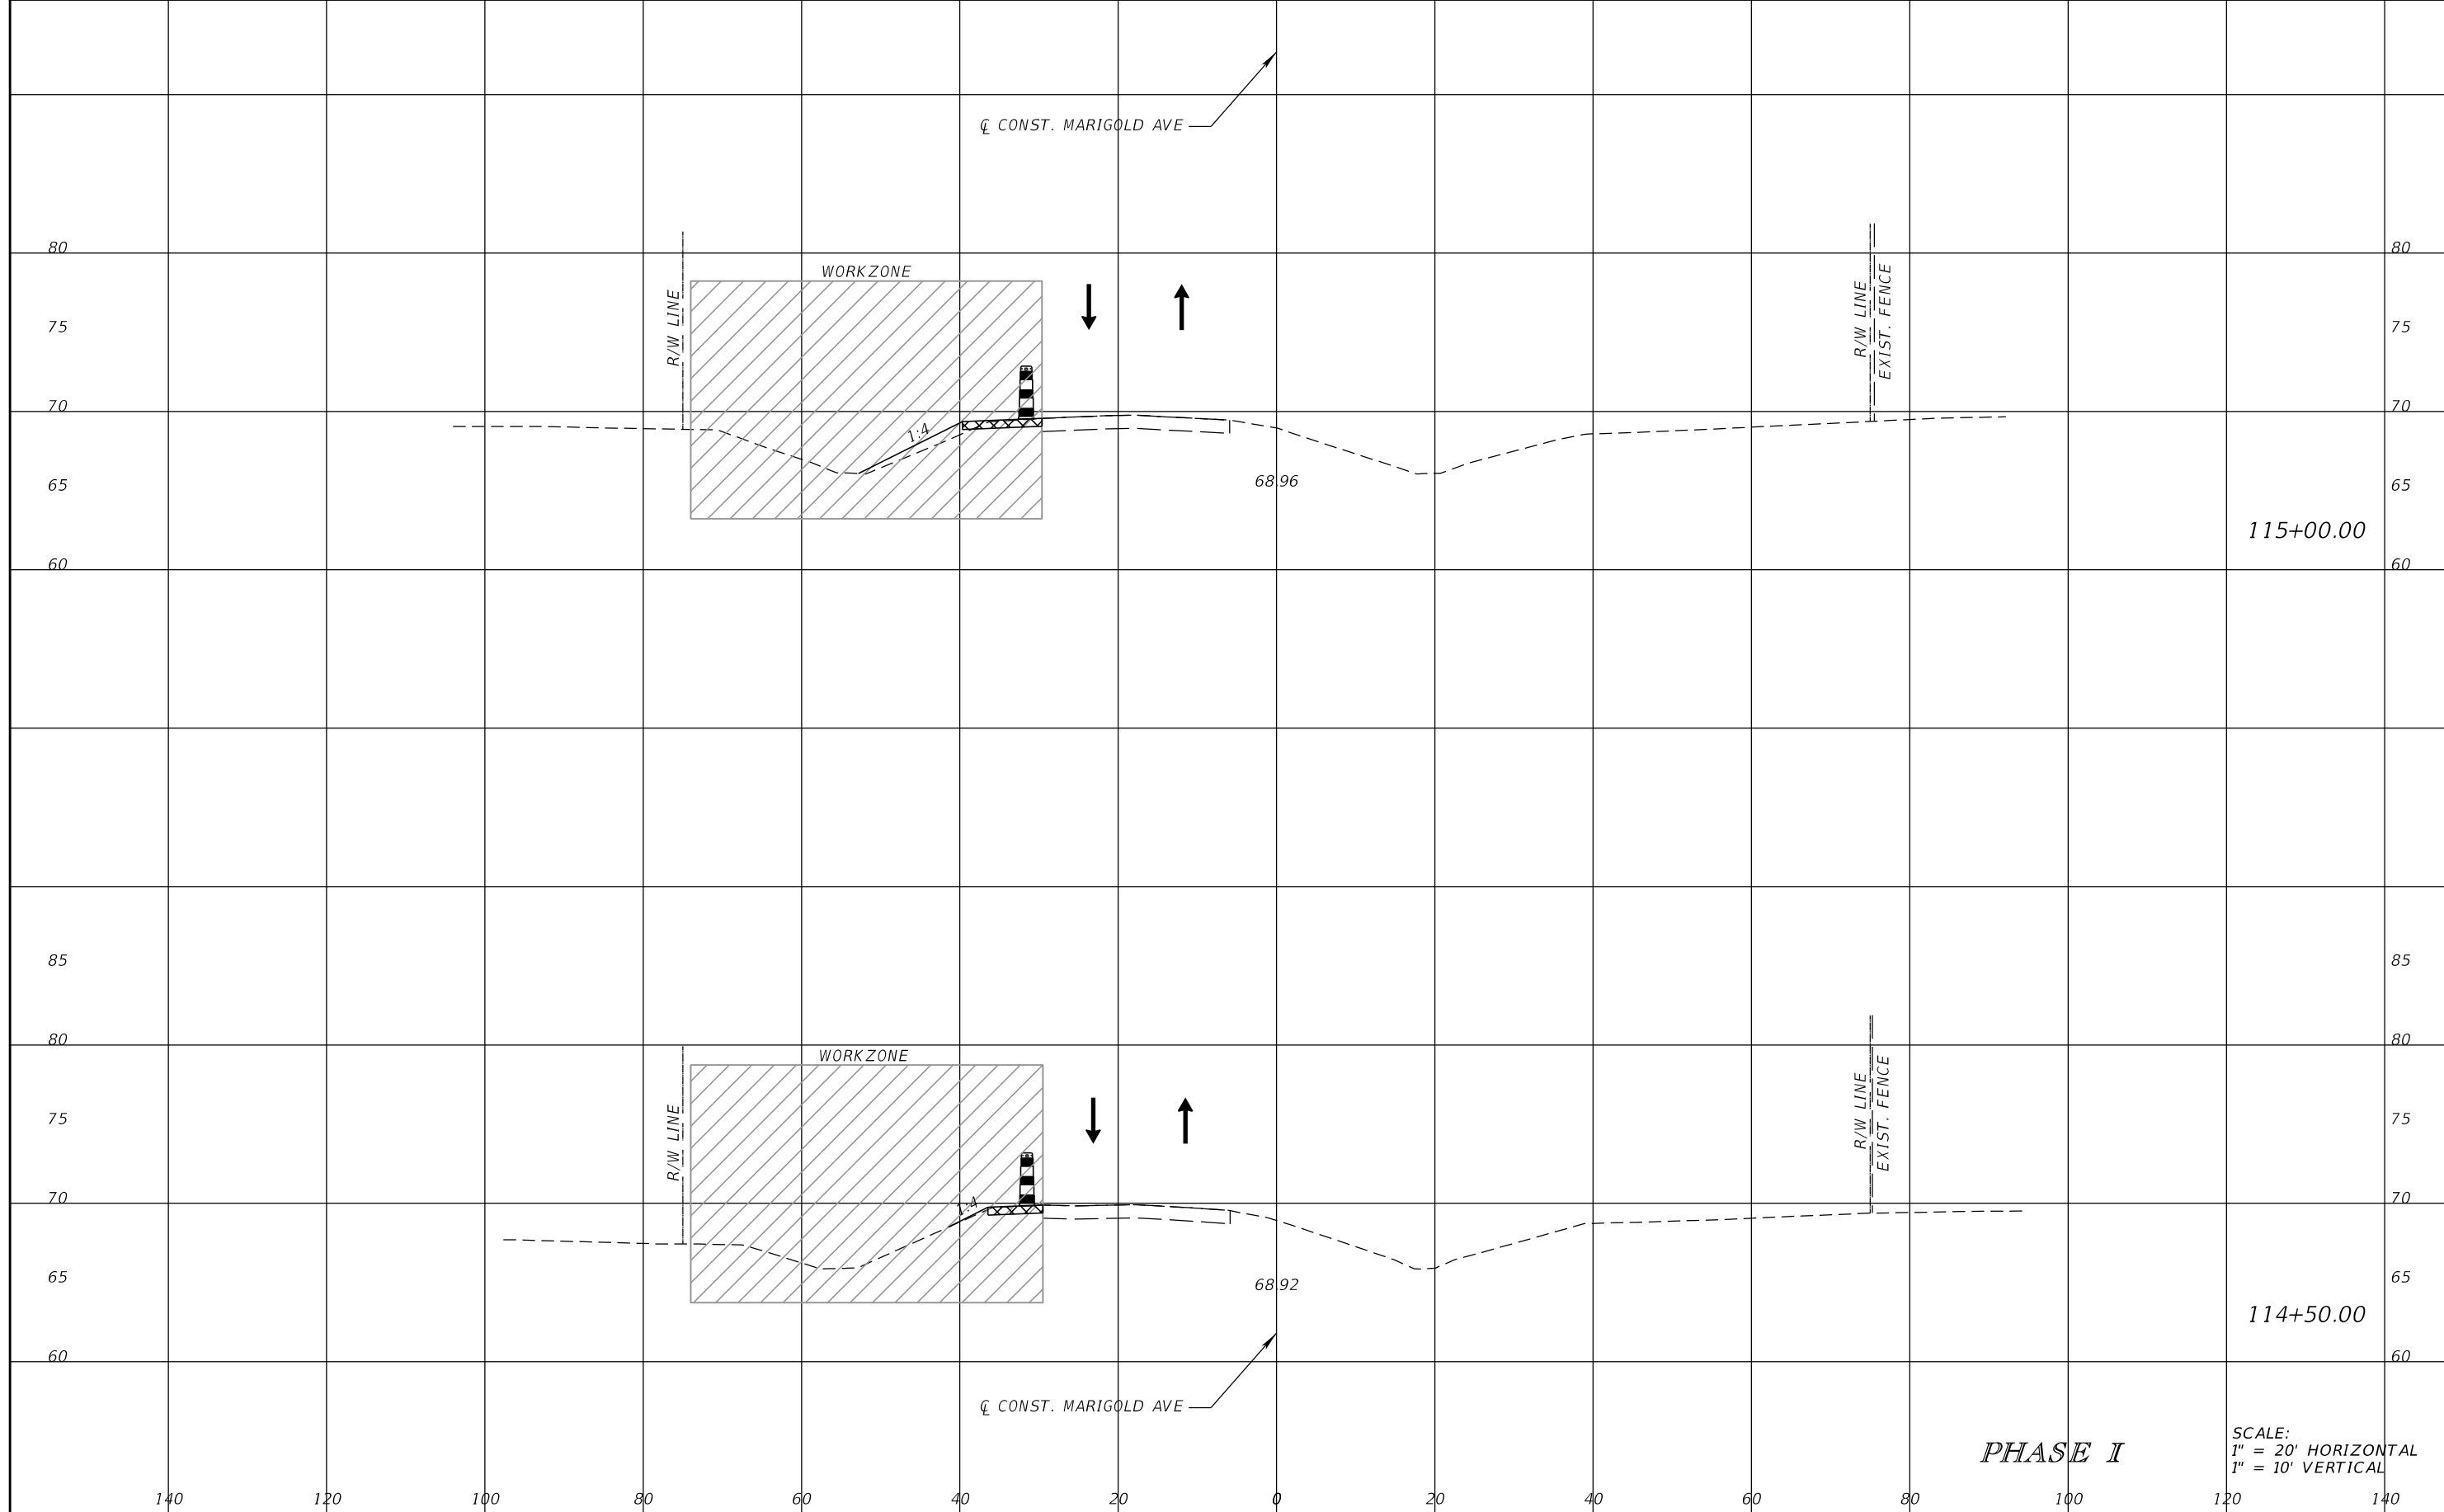 ℄ CONST. MARIGOLD AVE
80 80
WORKZONE
R/W LINE
R/W LINE
EXIST. FENCE
75 75
70 70
1:4
65 68.96 65
115+00.00
60 60
85 85
80 80
WORKZONE
R/W LINE
R/W LINE
EXIST. FENCE
75 75
70 70
1:4
65 68.92 65
114+50.00
60 60
℄ CONST. MARIGOLD AVE
PHASE I
SCALE:
1" = 20' HORIZONTAL
1" = 10' VERTICAL
140 120 100 80 60 40 20 0 20 40 60 80 100 120 140